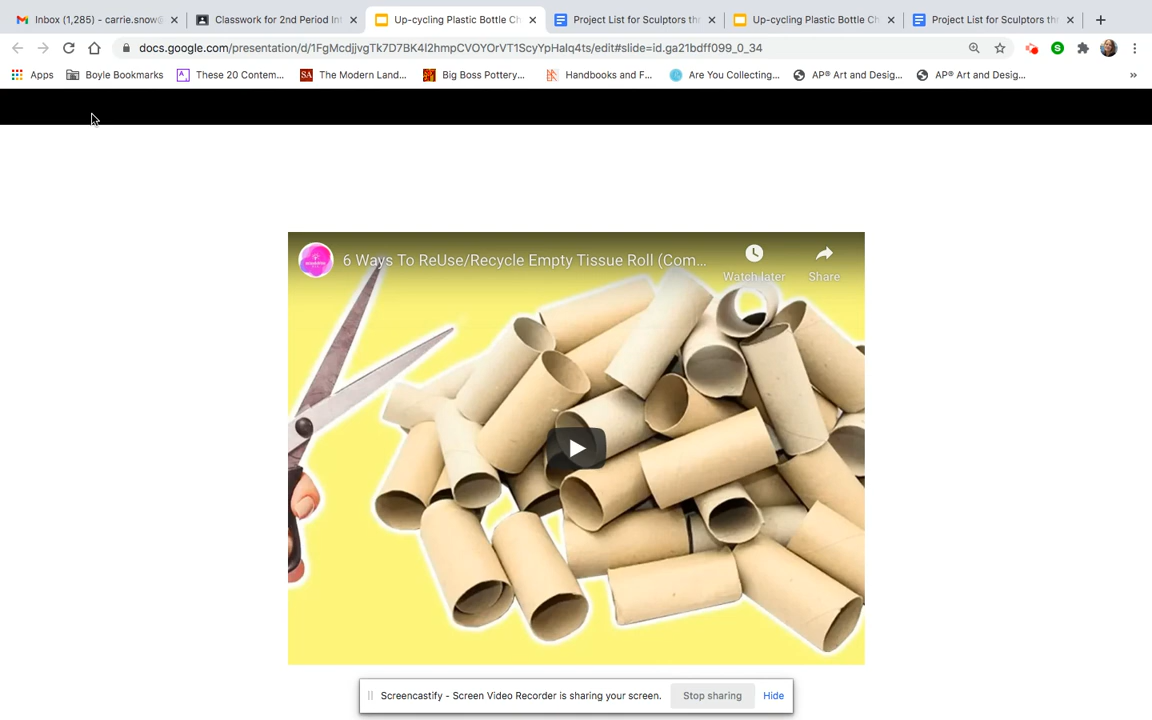 Inbox (1,285) - carrie.snow@
Classwork for 2nd Period Int
Up-cycling Plastic Bottle Ch
Project List for Sculptors thr
Up-cycling Plastic Bottle Ch
Project List for Sculptors thr
docs.google.com/presentation/d/1FgMcdjjvgTk7D7BK4l2hmpCVOYOrVT1ScyYpHalq4ts/edit#slide=id.ga21bdff099_0_34
Apps
Boyle Bookmarks
These 20 Contem...
The Modern Land...
Big Boss Pottery...
Handbooks and F...
Are You Collecting...
AP® Art and Desig...
AP® Art and Desig...
6 Ways To ReUse/Recycle Empty Tissue Roll (Com...
Watch later
Share
Screencastify - Screen Video Recorder is sharing your screen.
Stop sharing
Hide